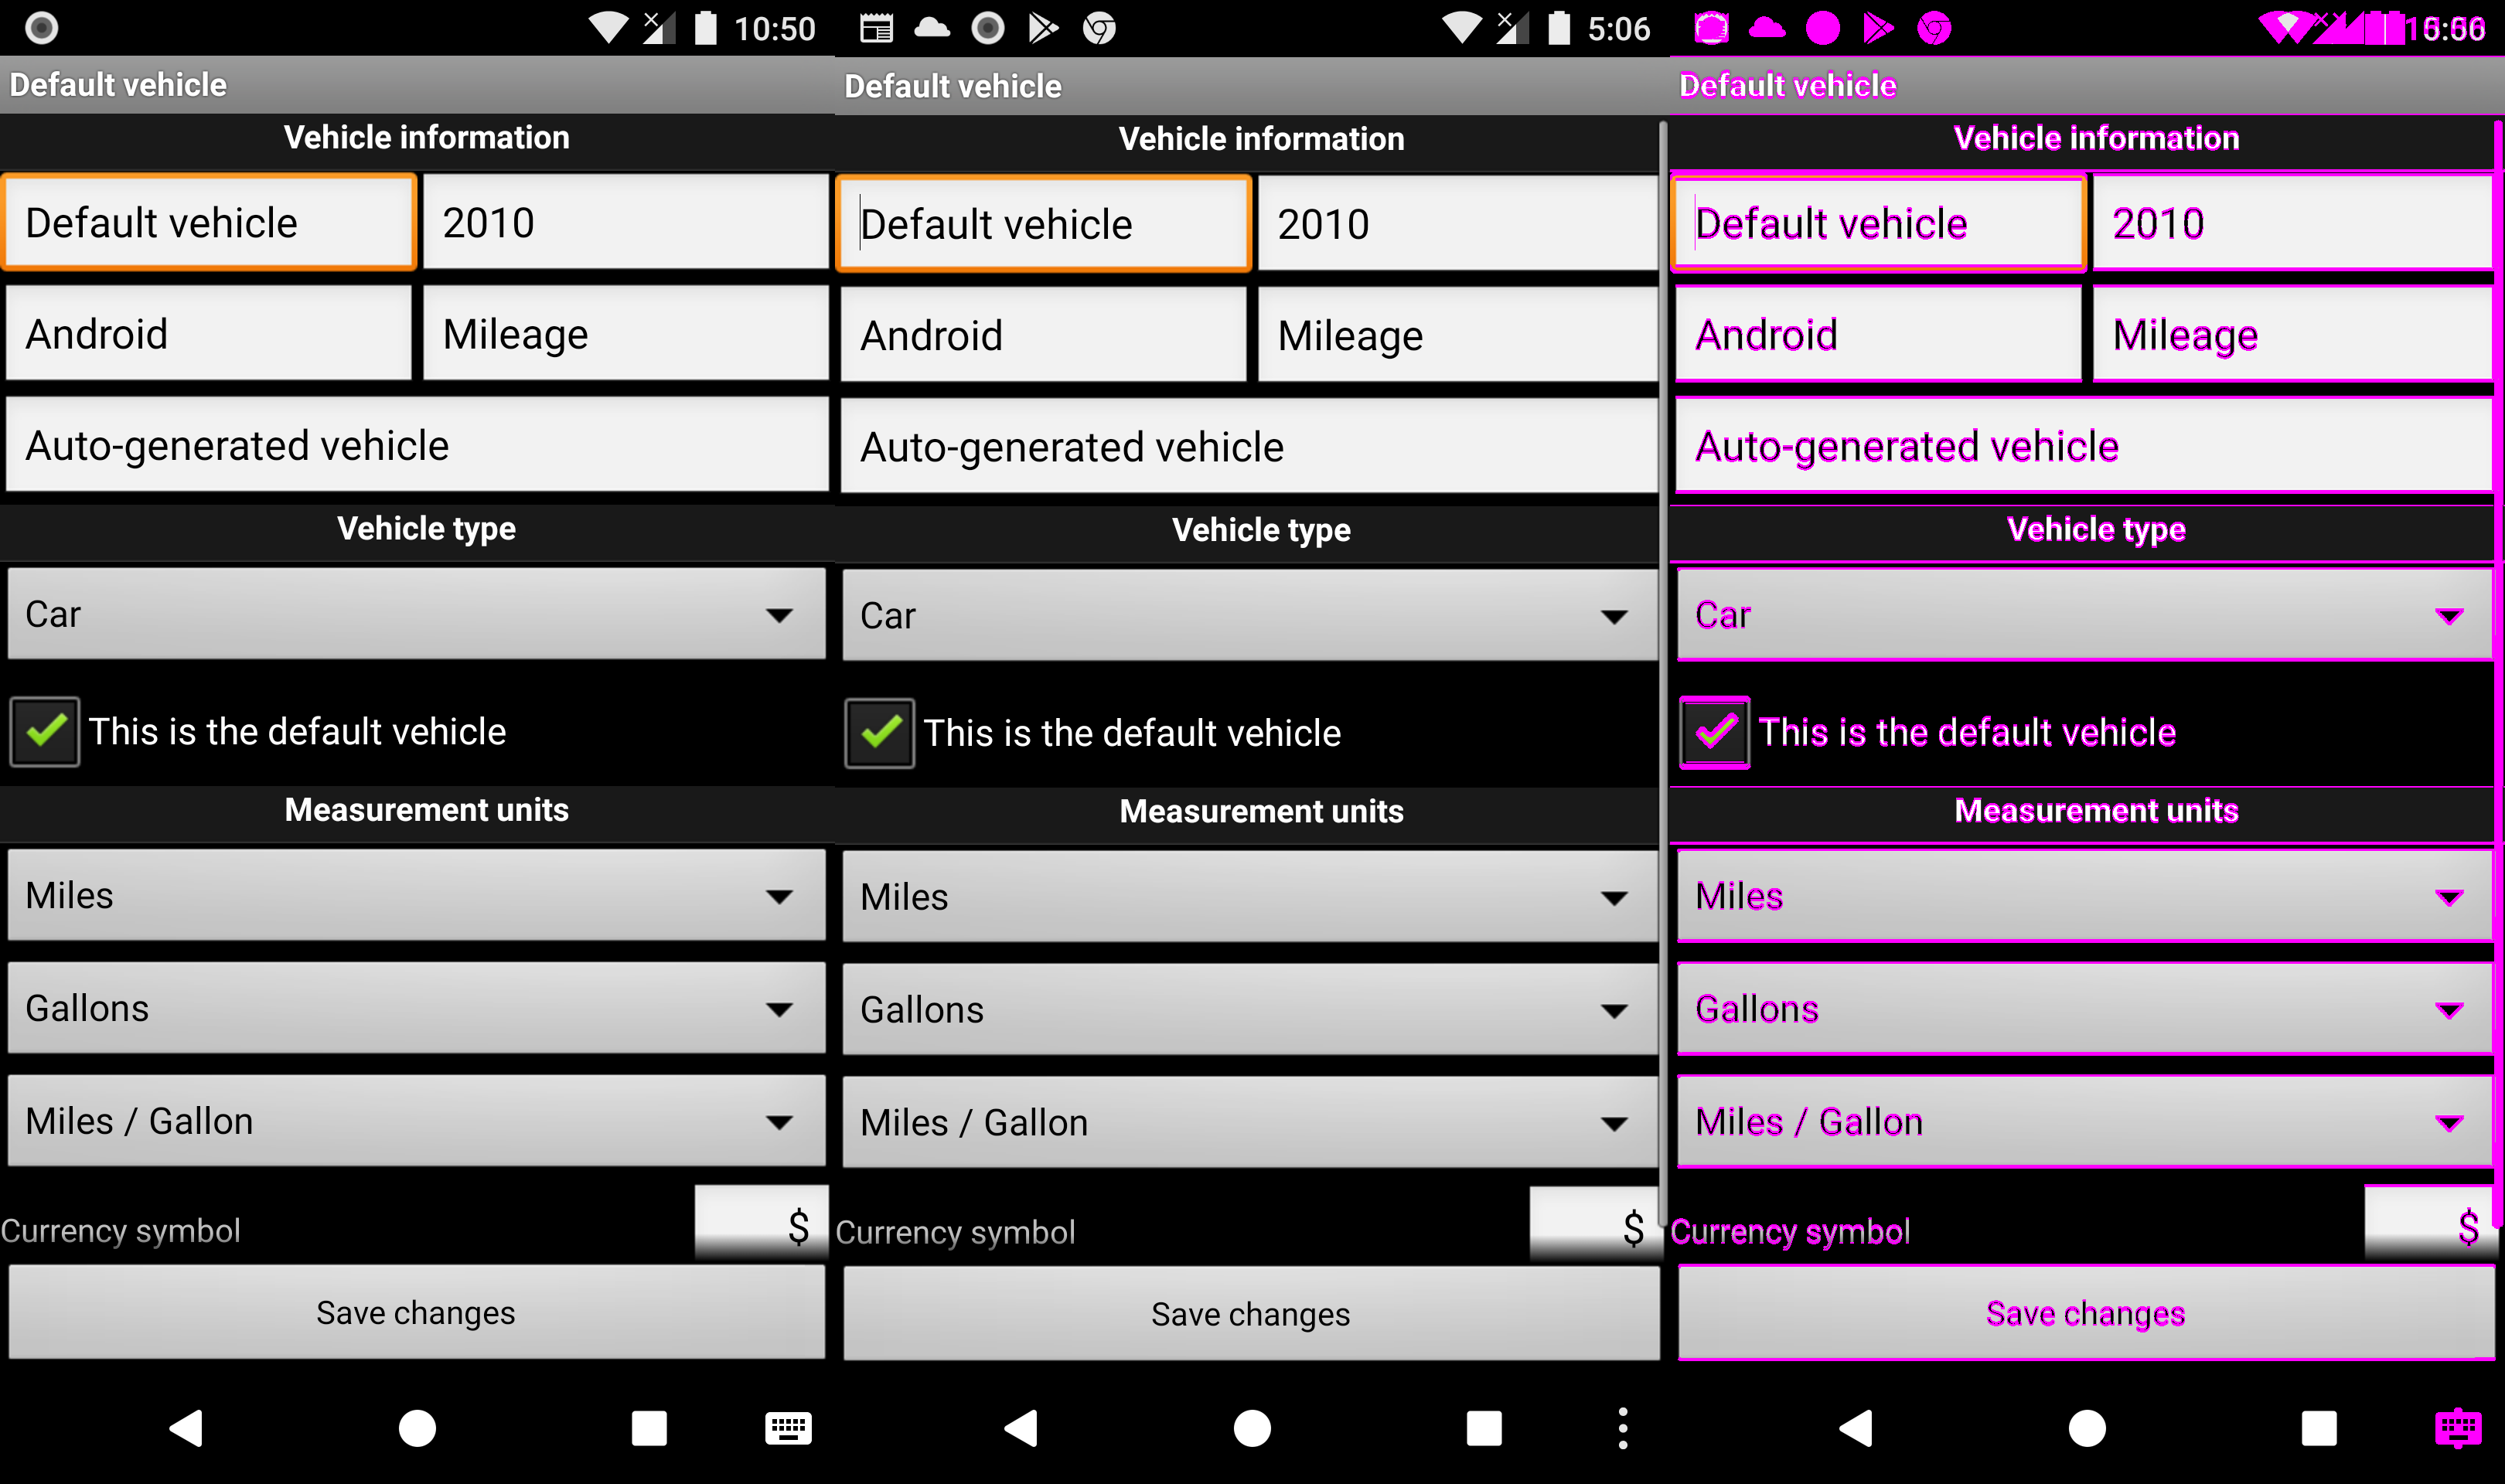 10:50
Default vehicle
Vehicle information
Default vehicle 2010
Android Mileage
Auto-generated vehicle
Vehicle type
Car
This is the default vehicle
Measurement units
Miles
Gallons
Miles / Gallon
Currency symbol $
Save changes
5:06
Default vehicle
Vehicle information
Default vehicle 2010
Android Mileage
Auto-generated vehicle
Vehicle type
Car
This is the default vehicle
Measurement units
Miles
Gallons
Miles / Gallon
Currency symbol $
Save changes
Default vehicle
Vehicle information
Default vehicle 2010
Android Mileage
Auto-generated vehicle
Vehicle type
Car
This is the default vehicle
Measurement units
Miles
Gallons
Miles / Gallon
Currency symbol $
Save changes